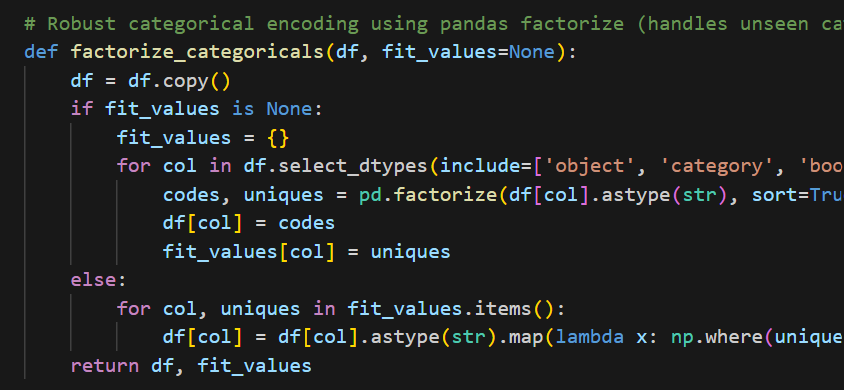 # Robust categorical encoding using pandas factorize (handles unseen
def factorize_categoricals(df, fit_values=None):
    df = df.copy()
    if fit_values is None:
        fit_values = {}
        for col in df.select_dtypes(include=['object', 'category', 'boo
            codes, uniques = pd.factorize(df[col].astype(str), sort=Tru
            df[col] = codes
            fit_values[col] = uniques
    else:
        for col, uniques in fit_values.items():
            df[col] = df[col].astype(str).map(lambda x: np.where(unique
    return df, fit_values